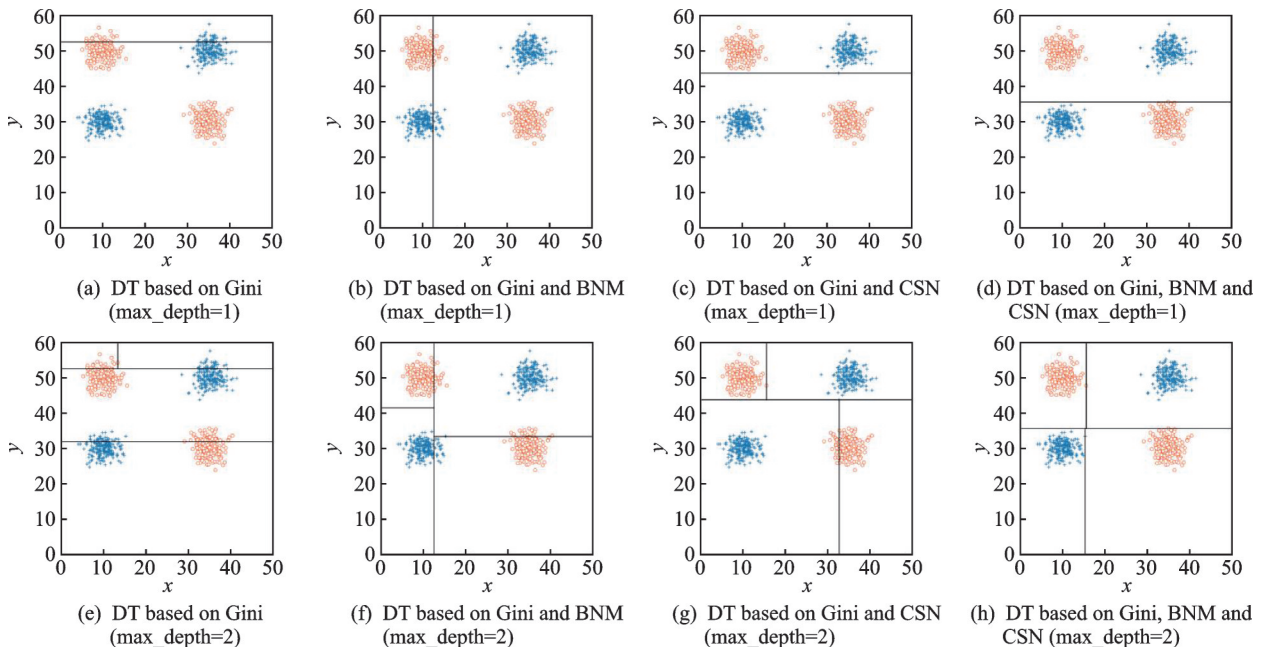 60
50
40
30
20
10
0
y
0 10 20 30 40 50
x
(a) DT based on Gini
(max_depth=1)
60
50
40
30
20
10
0
y
0 10 20 30 40 50
x
(b) DT based on Gini and BNM
(max_depth=1)
60
50
40
30
20
10
0
y
0 10 20 30 40 50
x
(c) DT based on Gini and CSN
(max_depth=1)
60
50
40
30
20
10
0
y
0 10 20 30 40 50
x
(d) DT based on Gini, BNM and
CSN (max_depth=1)
60
50
40
30
20
10
0
y
0 10 20 30 40 50
x
(e) DT based on Gini
(max_depth=2)
60
50
40
30
20
10
0
y
0 10 20 30 40 50
x
(f) DT based on Gini and BNM
(max_depth=2)
60
50
40
30
20
10
0
y
0 10 20 30 40 50
x
(g) DT based on Gini and CSN
(max_depth=2)
60
50
40
30
20
10
0
y
0 10 20 30 40 50
x
(h) DT based on Gini, BNM and
CSN (max_depth=2)